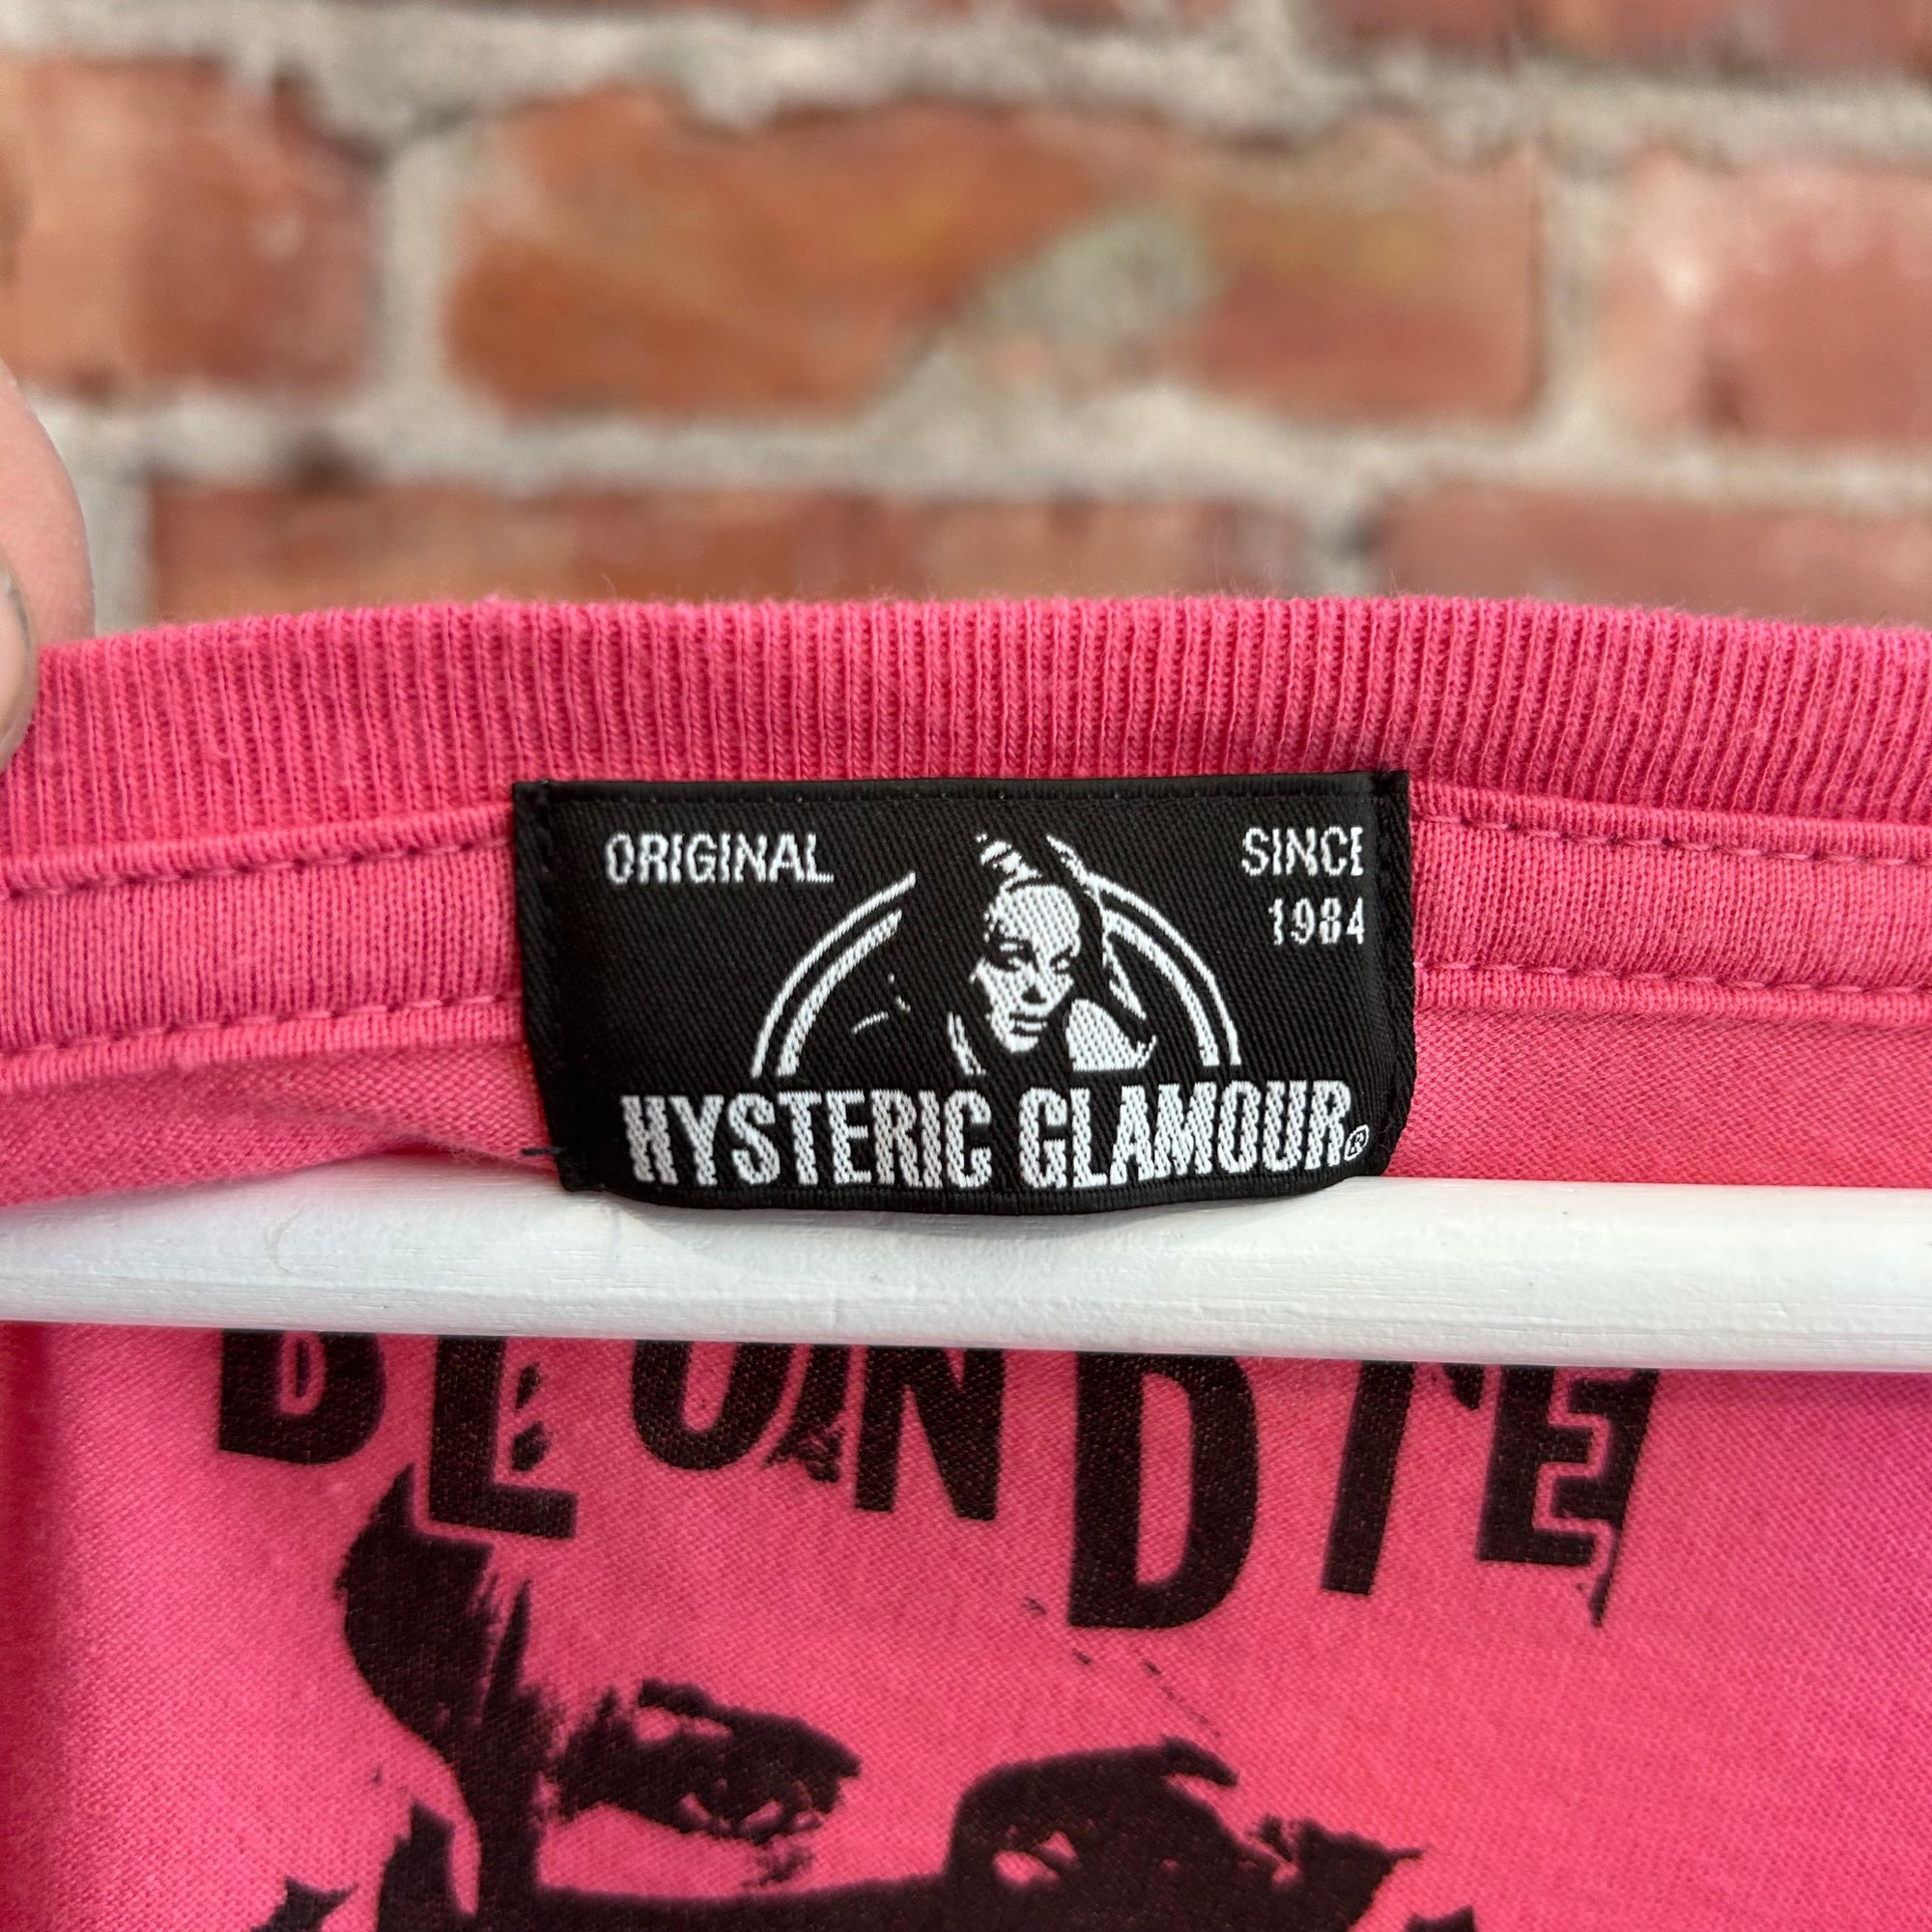 ORIGINAL
SINCE
1984
HYSTERIC GLAMOUR®
BLONDIE